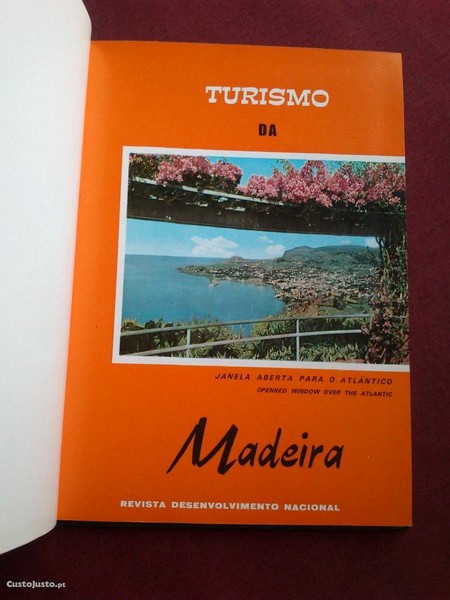 TURISMO
DA
JANELA ABERTA PARA O ATLÂNTICO
OPENNED WINDOW OVER THE ATLANTIC
Madeira
REVISTA DESENVOLVIMENTO NACIONAL
CustoJusto.pt